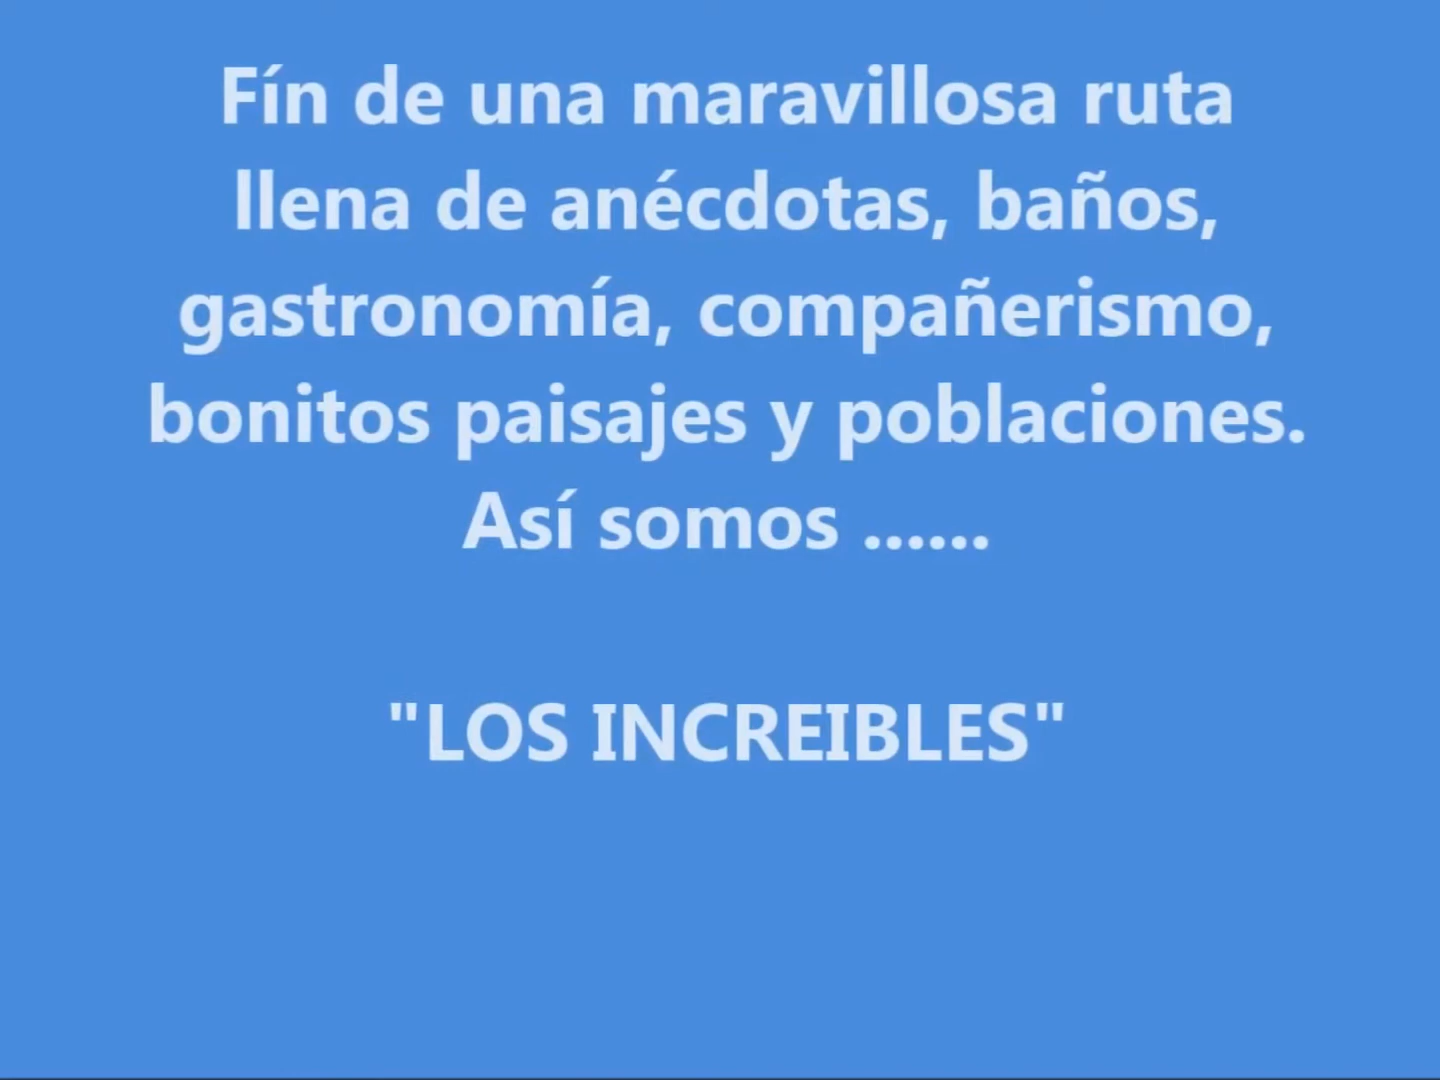 Fín de una maravillosa ruta
llena de anécdotas, baños,
gastronomía, compañerismo,
bonitos paisajes y poblaciones.
Así somos ......
"LOS INCREIBLES"